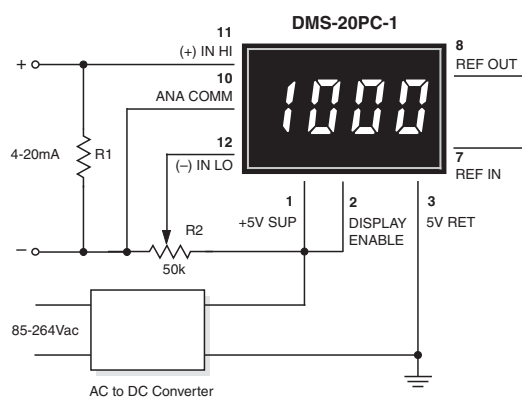 DMS-20PC-1
11
(+) IN HI
10
ANA COMM
12
(–) IN LO
8
REF OUT
7
REF IN
1000
+
4-20mA
R1
–
R2
50k
1
+5V SUP
2
DISPLAY
ENABLE
3
5V RET
85-264Vac
AC to DC Converter